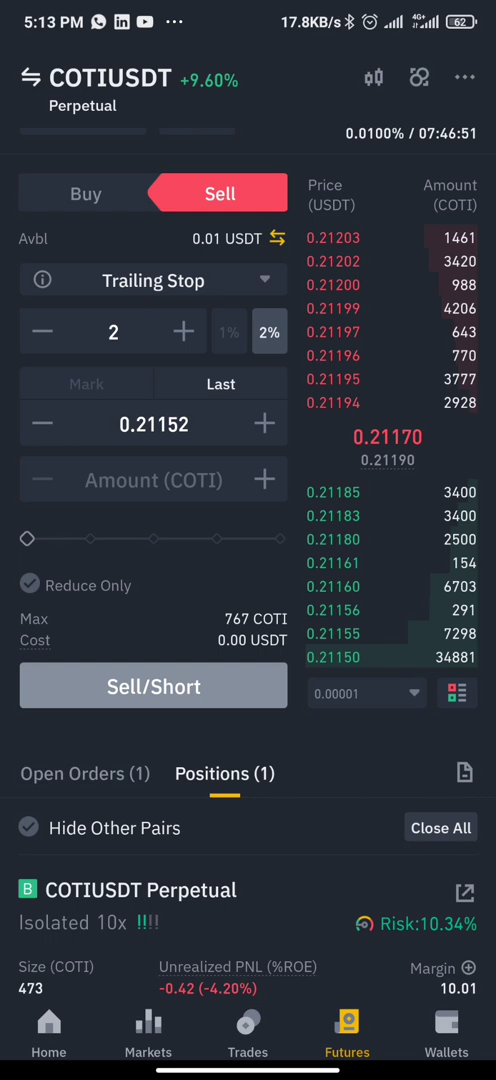 5:13 PM ... 17.8KB/s 4G+ 62
COTIUSDT +9.60%
Perpetual
0.0100% / 07:46:51
Buy Sell
Avbl 0.01 USDT
Trailing Stop
2 1% 2%
Mark Last
0.21152
Amount (COTI)
Reduce Only
Max 767 COTI
Cost 0.00 USDT
Sell/Short
Price Amount
(USDT) (COTI)
0.21203 1461
0.21202 3420
0.21200 988
0.21199 4206
0.21197 643
0.21196 770
0.21195 3777
0.21194 2928
0.21170
0.21190
0.21185 3400
0.21183 3400
0.21180 2500
0.21161 154
0.21160 6703
0.21156 291
0.21155 7298
0.21150 34881
0.00001
Open Orders (1) Positions (1)
Hide Other Pairs Close All
B COTIUSDT Perpetual
Isolated 10x !!!! Risk:10.34%
Size (COTI) Unrealized PNL (%ROE) Margin
473 -0.42 (-4.20%) 10.01
Home Markets Trades Futures Wallets